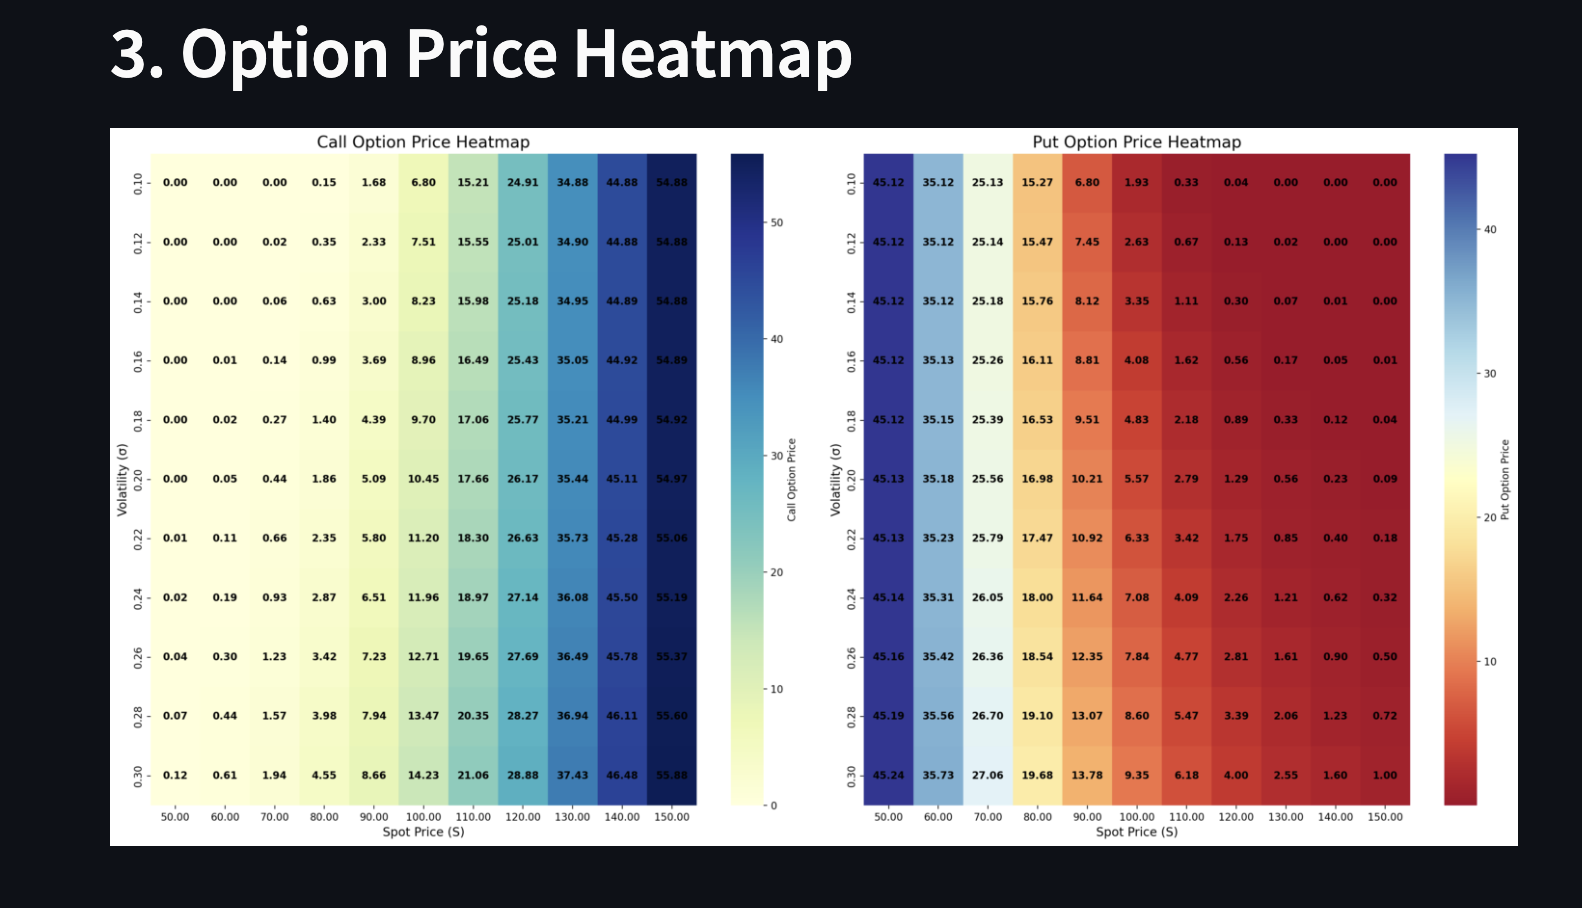 3. Option Price Heatmap
Call Option Price Heatmap
0.10 0.00 0.00 0.00 0.15 1.68 6.80 15.21 24.91 34.88 44.88 54.88
0.12 0.00 0.00 0.02 0.35 2.33 7.51 15.55 25.01 34.90 44.88 54.88
0.14 0.00 0.00 0.06 0.63 3.00 8.23 15.98 25.18 34.95 44.89 54.88
0.16 0.00 0.01 0.14 0.99 3.69 8.96 16.49 25.43 35.05 44.92 54.89
0.18 0.00 0.02 0.27 1.40 4.39 9.70 17.06 25.77 35.21 44.99 54.92
0.20 0.00 0.05 0.44 1.86 5.09 10.45 17.66 26.17 35.44 45.11 54.97
0.22 0.01 0.11 0.66 2.35 5.80 11.20 18.30 26.63 35.73 45.28 55.06
0.24 0.02 0.19 0.93 2.87 6.51 11.96 18.97 27.14 36.08 45.50 55.19
0.26 0.04 0.30 1.23 3.42 7.23 12.71 19.65 27.69 36.49 45.78 55.37
0.28 0.07 0.44 1.57 3.98 7.94 13.47 20.35 28.27 36.94 46.11 55.60
0.30 0.12 0.61 1.94 4.55 8.66 14.23 21.06 28.88 37.43 46.48 55.88
50.00 60.00 70.00 80.00 90.00 100.00 110.00 120.00 130.00 140.00 150.00
Spot Price (S)
Volatility (σ)
50
40
30
20
10
0
Call Option Price
Put Option Price Heatmap
0.10 45.12 35.12 25.13 15.27 6.80 1.93 0.33 0.04 0.00 0.00 0.00
0.12 45.12 35.12 25.14 15.47 7.45 2.63 0.67 0.13 0.02 0.00 0.00
0.14 45.12 35.12 25.18 15.76 8.12 3.35 1.11 0.30 0.07 0.01 0.00
0.16 45.12 35.13 25.26 16.11 8.81 4.08 1.62 0.56 0.17 0.05 0.01
0.18 45.12 35.15 25.39 16.53 9.51 4.83 2.18 0.89 0.33 0.12 0.04
0.20 45.13 35.18 25.56 16.98 10.21 5.57 2.79 1.29 0.56 0.23 0.09
0.22 45.13 35.23 25.79 17.47 10.92 6.33 3.42 1.75 0.85 0.40 0.18
0.24 45.14 35.31 26.05 18.00 11.64 7.08 4.09 2.26 1.21 0.62 0.32
0.26 45.16 35.42 26.36 18.54 12.35 7.84 4.77 2.81 1.61 0.90 0.50
0.28 45.19 35.56 26.70 19.10 13.07 8.60 5.47 3.39 2.06 1.23 0.72
0.30 45.24 35.73 27.06 19.68 13.78 9.35 6.18 4.00 2.55 1.60 1.00
50.00 60.00 70.00 80.00 90.00 100.00 110.00 120.00 130.00 140.00 150.00
Spot Price (S)
Volatility (σ)
40
30
20
10
Put Option Price